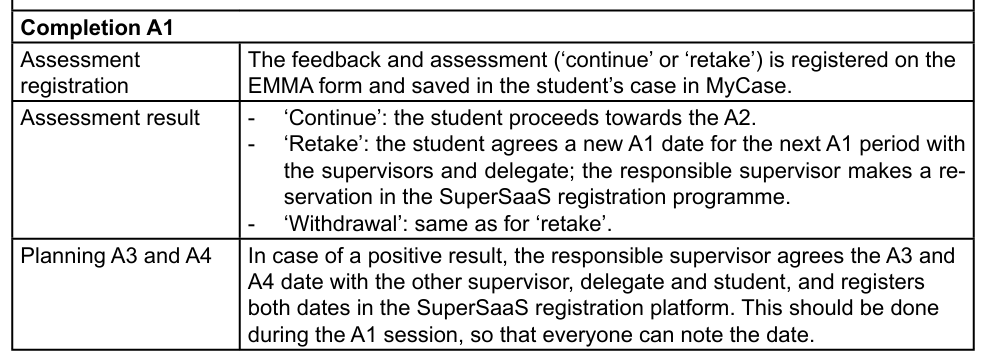 Completion A1
Assessment
registration
The feedback and assessment (‘continue’ or ‘retake’) is registered on the
EMMA form and saved in the student’s case in MyCase.
Assessment result
- ‘Continue’: the student proceeds towards the A2.
- ‘Retake’: the student agrees a new A1 date for the next A1 period with
the supervisors and delegate; the responsible supervisor makes a re-
servation in the SuperSaaS registration programme.
- ‘Withdrawal’: same as for ‘retake’.
Planning A3 and A4
In case of a positive result, the responsible supervisor agrees the A3 and
A4 date with the other supervisor, delegate and student, and registers
both dates in the SuperSaaS registration platform. This should be done
during the A1 session, so that everyone can note the date.